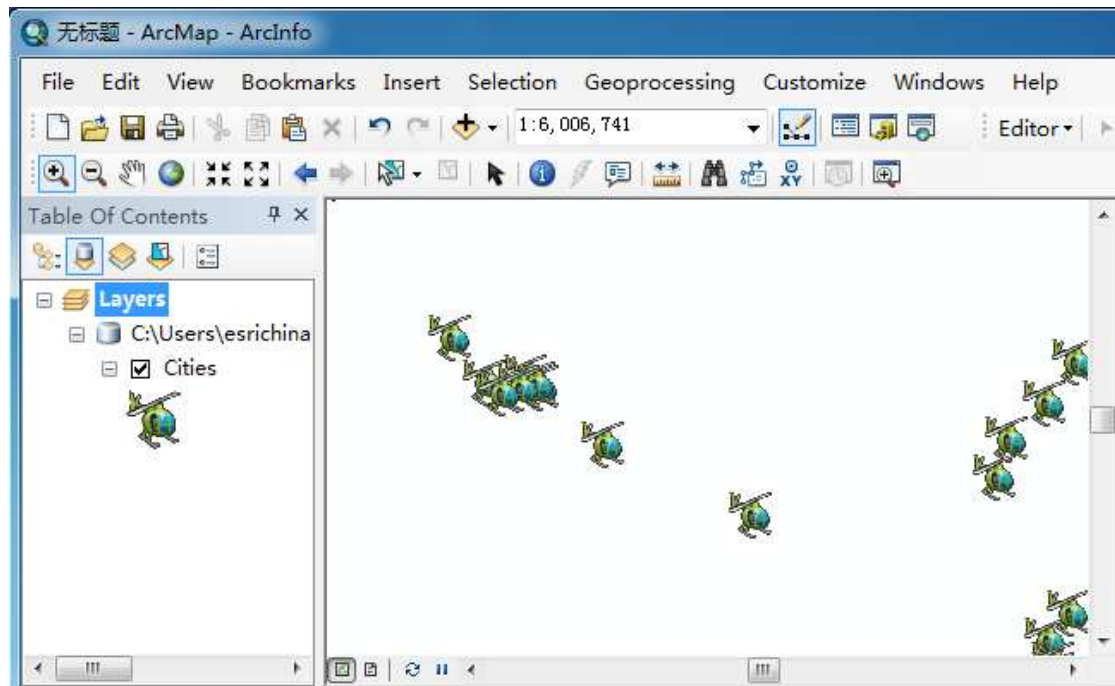 无标题 - ArcMap - ArcInfo
File Edit View Bookmarks Insert Selection Geoprocessing Customize Windows Help
1:6,006,741
Editor
XY
Table Of Contents
Layers
C:\Users\esrichina
Cities